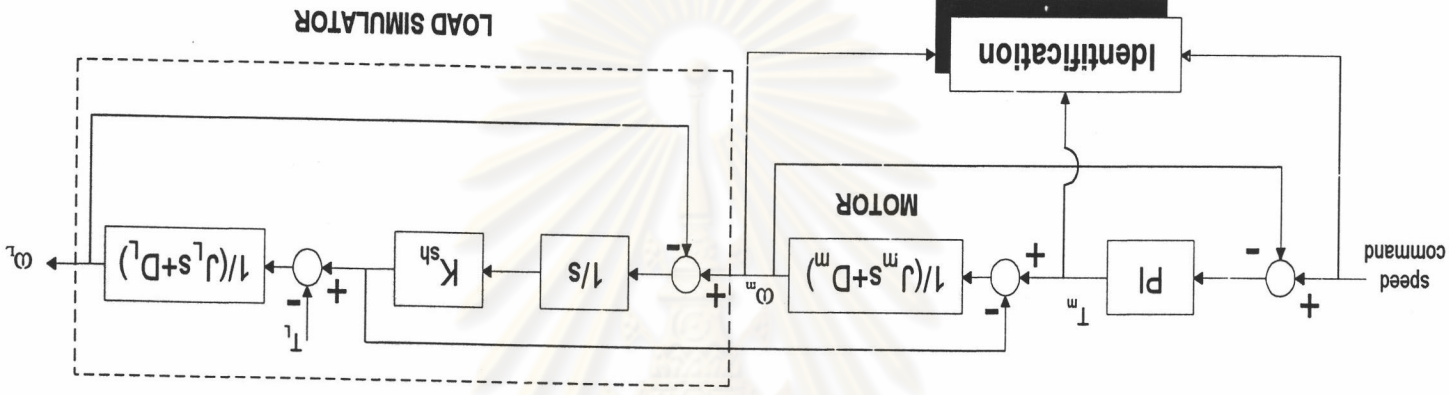 T_L
speed
command
+
-
PI
T_m
+
-
1/(J_m s+D_m)
ω_m
+
-
1/s
K_sh
+
-
1/(J_L s+D_L)
ω_L
MOTOR
Identification
LOAD SIMULATOR